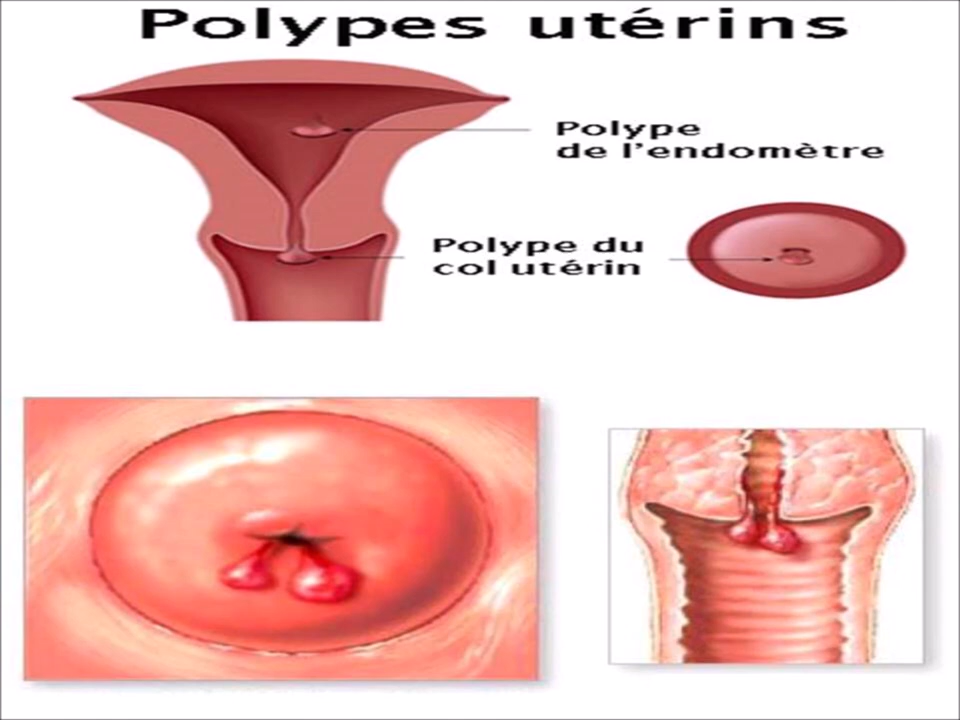 Polypes utérins
Polype
de l'endomètre
Polype du
col utérin